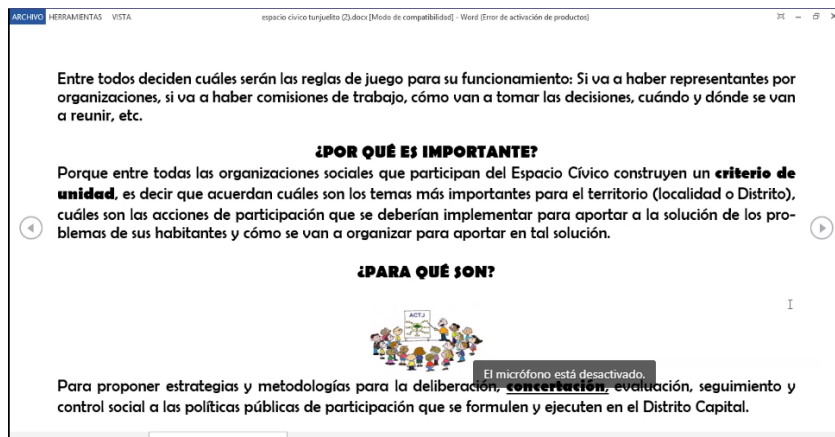 ARCHIVO HERRAMIENTAS VISTA
espacio civico tunjuelito (2).docx [Modo de compatibilidad] - Word (Error de activación de productos)
Entre todos deciden cuáles serán las reglas de juego para su funcionamiento: Si va a haber representantes por
organizaciones, si va a haber comisiones de trabajo, cómo van a tomar las decisiones, cuándo y dónde se van
a reunir, etc.
¿POR QUÉ ES IMPORTANTE?
Porque entre todas las organizaciones sociales que participan del Espacio Cívico construyen un criterio de
unidad, es decir que acuerdan cuáles son los temas más importantes para el territorio (localidad o Distrito),
cuáles son las acciones de participación que se deberían implementar para aportar a la solución de los pro-
blemas de sus habitantes y cómo se van a organizar para aportar en tal solución.
¿PARA QUÉ SON?
ACTJ
El micrófono está desactivado.
Para proponer estrategias y metodologías para la deliberación, concertación, evaluación, seguimiento y
control social a las políticas públicas de participación que se formulen y ejecuten en el Distrito Capital.